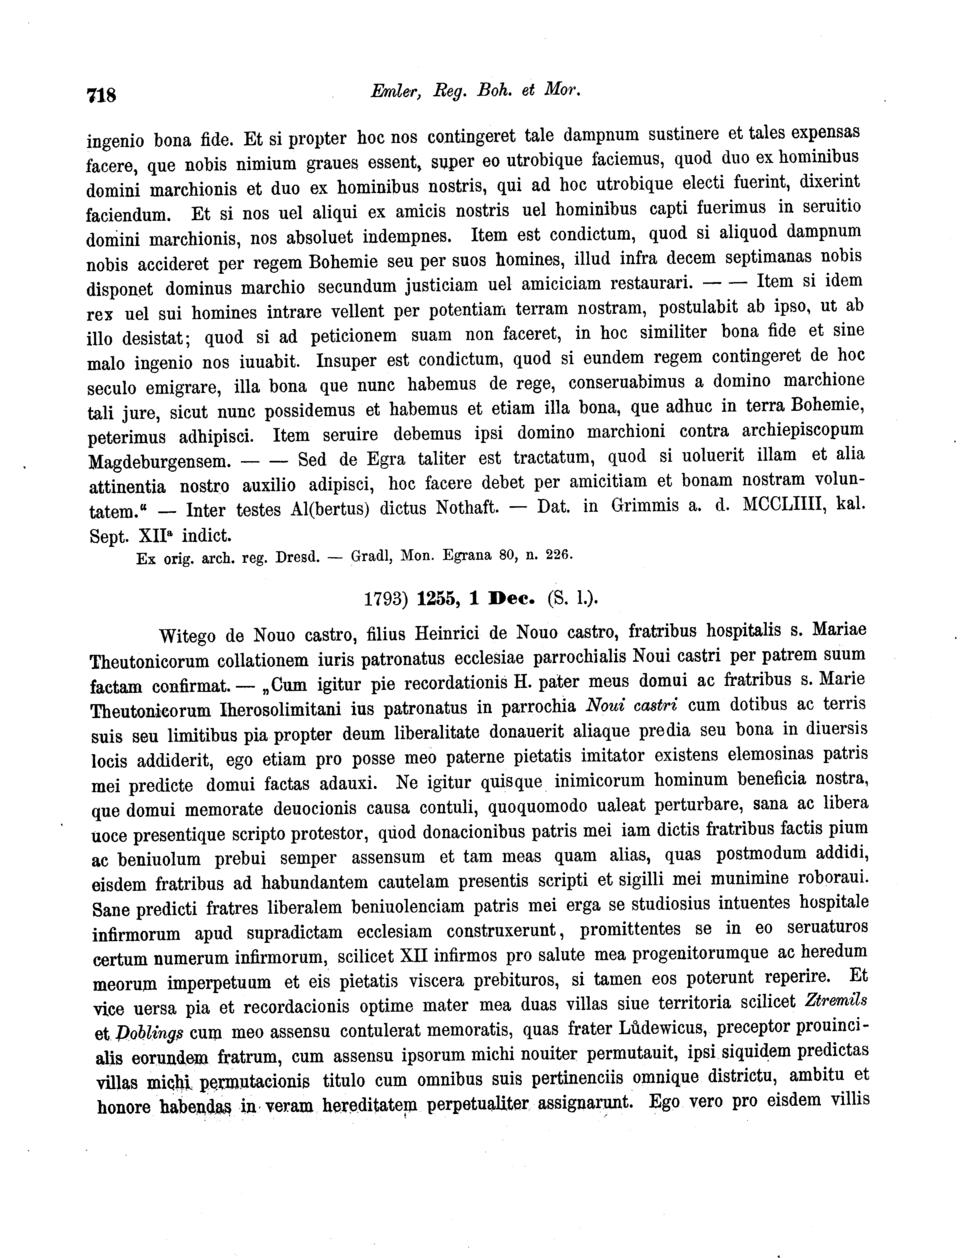 718
Emler, Reg. Boh. et Mor.
ingenio bona fide. Et si propter hoc nos contingeret tale dampnum sustinere et tales expensas
facere, que nobis nimium graues essent, super eo utrobique faciemus, quod duo ex hominibus
domini marchionis et duo ex hominibus nostris, qui ad hoc utrobique electi fuerint, dixerint
faciendum. Et si nos uel aliqui ex amicis nostris uel hominibus capti fuerimus in seruitio
domini marchionis, nos absoluet indempnes. Item est condictum, quod si aliquod dampnum
nobis accideret per regem Bohemie seu per suos homines, illud infra decem septimanas nobis
disponet dominus marchio secundum justiciam uel amiciciam restaurari. — — Item si idem
rex uel sui homines intrare vellent per potentiam terram nostram, postulabit ab ipso, ut ab
illo desistat; quod si ad peticionem suam non faceret, in hoc similiter bona fide et sine
malo ingenio nos iuuabit. Insuper est condictum, quod si eundem regem contingeret de hoc
seculo emigrare, illa bona que nunc habemus de rege, conseruabimus a domino marchione
tali jure, sicut nunc possidemus et habemus et etiam illa bona, que adhuc in terra Bohemie,
peterimus adhipisci. Item seruire debemus ipsi domino marchioni contra archiepiscopum
Magdeburgensem. — — Sed de Egra taliter est tractatum, quod si uoluerit illam et alia
attinentia nostro auxilio adipisci, hoc facere debet per amicitiam et bonam nostram volun-
tatem.“ — Inter testes Al(bertus) dictus Nothaft. — Dat. in Grimmis a. d. MCCLIIII, kal.
Sept. XIIª indict.
Ex orig. arch. reg. Dresd. — Gradl, Mon. Egrana 80, n. 226.
1793) 1255, 1 Dec. (S. l.).
Witego de Nouo castro, filius Heinrici de Nouo castro, fratribus hospitalis s. Mariae
Theutonicorum collationem iuris patronatus ecclesiae parrochialis Noui castri per patrem suum
factam confirmat. — „Cum igitur pie recordationis H. pater meus domui ac fratribus s. Marie
Theutonicorum Iherosolimitani ius patronatus in parrochia Noui castri cum dotibus ac terris
suis seu limitibus pia propter deum liberalitate donauerit aliaque predia seu bona in diuersis
locis addiderit, ego etiam pro posse meo paterne pietatis imitator existens elemosinas patris
mei predicte domui factas adauxi. Ne igitur quisque inimicorum hominum beneficia nostra,
que domui memorate deuocionis causa contuli, quoquomodo ualeat perturbare, sana ac libera
uoce presentique scripto protestor, quod donacionibus patris mei iam dictis fratribus factis pium
ac beniuolum prebui semper assensum et tam meas quam alias, quas postmodum addidi,
eisdem fratribus ad habundantem cautelam presentis scripti et sigilli mei munimine roboraui.
Sane predicti fratres liberalem beniuolenciam patris mei erga se studiosius intuentes hospitale
infirmorum apud supradictam ecclesiam construxerunt, promittentes se in eo seruaturos
certum numerum infirmorum, scilicet XII infirmos pro salute mea progenitorumque ac heredum
meorum imperpetuum et eis pietatis viscera prebituros, si tamen eos poterunt reperire. Et
vice uersa pia et recordacionis optime mater mea duas villas siue territoria scilicet Ztremils
et Doblings cum meo assensu contulerat memoratis, quas frater Lůdewicus, preceptor prouinci-
alis eorundem fratrum, cum assensu ipsorum michi nouiter permutauit, ipsi siquidem predictas
villas michi permutacionis titulo cum omnibus suis pertinenciis omnique districtu, ambitu et
honore habendas in veram hereditatem perpetualiter assignarunt. Ego vero pro eisdem villis